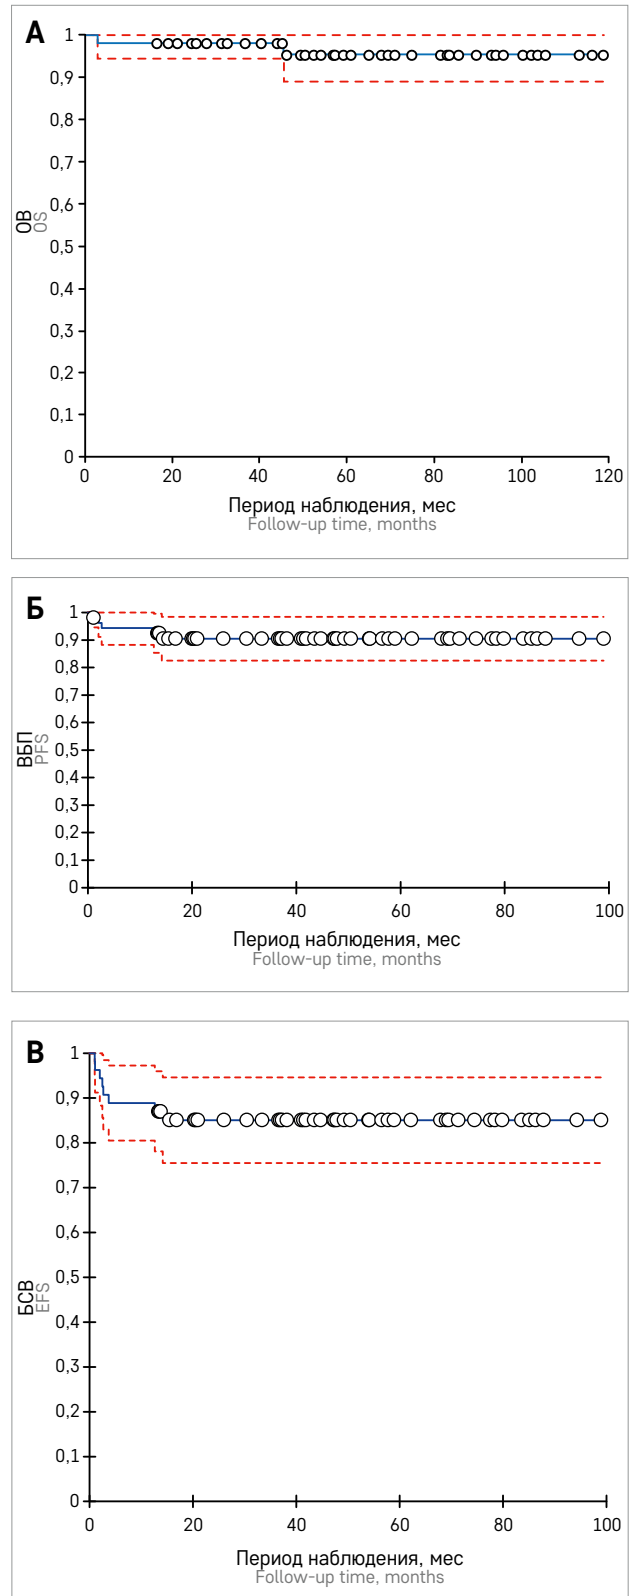 А
1
0,9
0,8
0,7
0,6
0,5
0,4
0,3
0,2
0,1
0
ОВ
OS
0 20 40 60 80 100 120
Период наблюдения, мес
Follow-up time, months
Б
1
0,9
0,8
0,7
0,6
0,5
0,4
0,3
0,2
0,1
0
ВБП
PFS
0 20 40 60 80 100
Период наблюдения, мес
Follow-up time, months
В
1
0,9
0,8
0,7
0,6
0,5
0,4
0,3
0,2
0,1
0
БСВ
EFS
0 20 40 60 80 100
Период наблюдения, мес
Follow-up time, months